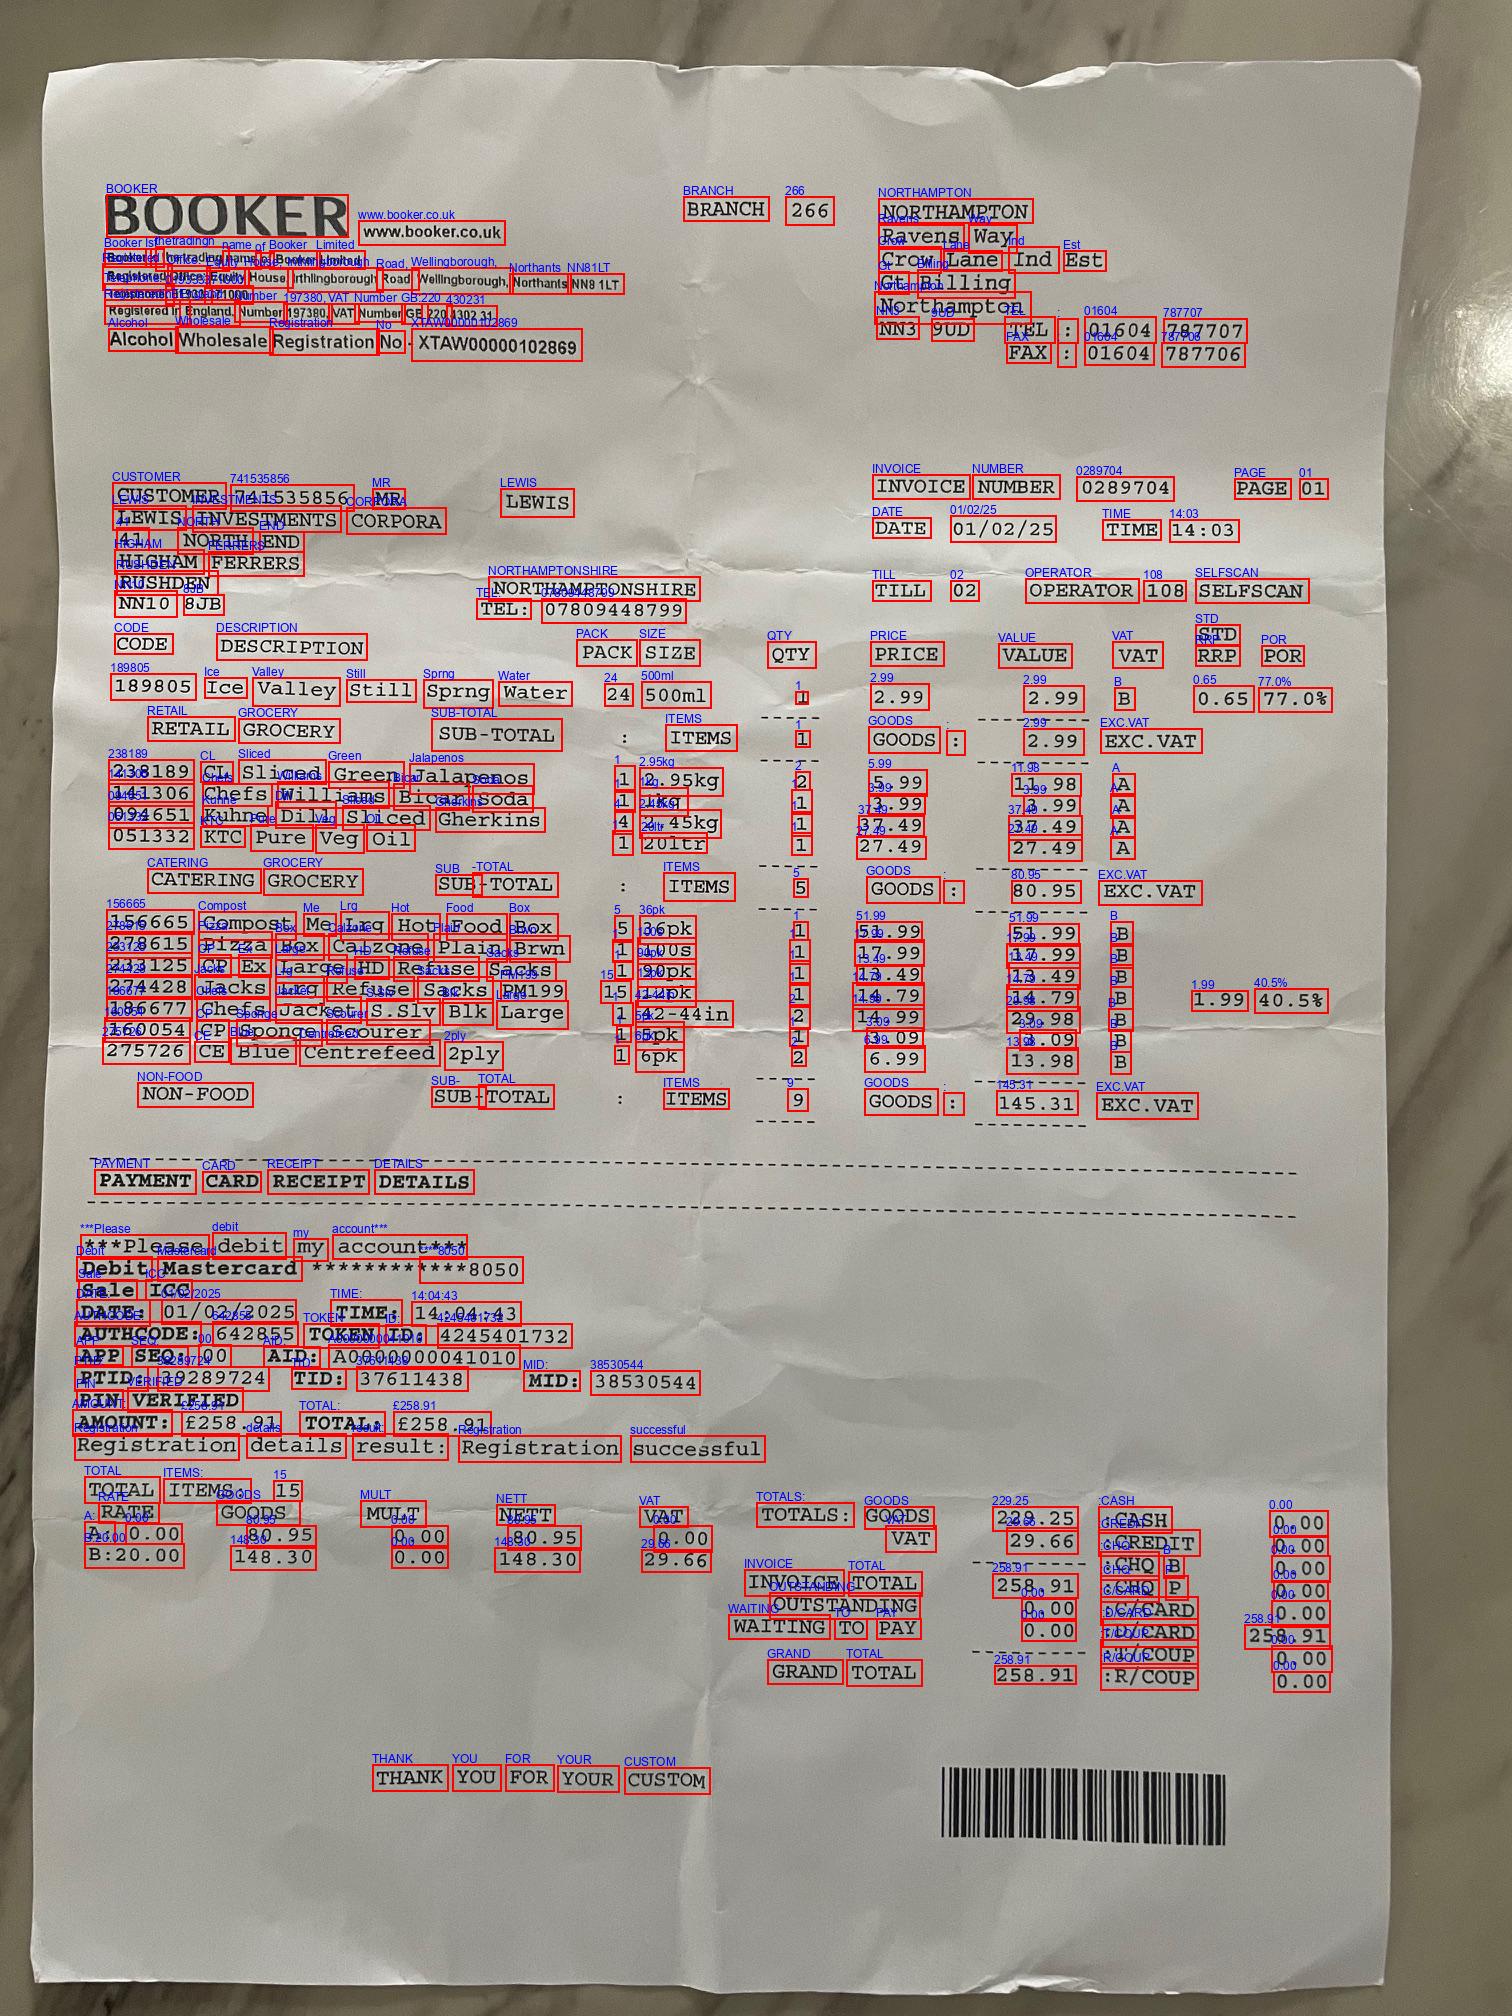 BOOKER www.booker.co.uk
Booker is the trading name of Booker Limited
Registered Office: Equity House, Irthlingborough Road, Wellingborough, Northants NN8 1LT
Registered in England, Number 197380, VAT Number GB 220 4302 31
Alcohol Wholesale Registration No - XTAW00000102869
BRANCH 266
NORTHAMPTON
Ravens Way
Crow Lane Ind Est
Gt Billing
Northampton
NN3 9UD TEL : 01604 787707
FAX : 01604 787706
CUSTOMER 741535856 MR LEWIS
LEWIS INVESTMENTS CORPORA
41 NORTH END
HIGHAM FERRERS
RUSHDEN NORTHAMPTONSHIRE
NN10 8JB TEL: 07809448799
INVOICE NUMBER 0289704 PAGE 01
DATE 01/02/25 TIME 14:03
TILL 02 OPERATOR 108 SELFSCAN
STD
CODE DESCRIPTION PACK SIZE QTY PRICE VALUE VAT RRP POR
189805 Ice Valley Still Sprng Water 24 500ml 1 2.99 2.99 B 0.65 77.0%
RETAIL GROCERY SUB-TOTAL : ITEMS 1 GOODS : 2.99 EXC.VAT
238189 CL Sliced Green Jalapenos 1 2.95kg 2 5.99 11.98 A
141306 Chefs Williams Bicar Soda 1 1kg 1 3.99 3.99 A
094651 Kuhne Dill Sliced Gherkins 4 2.45kg 1 37.49 37.49 A
051332 KTC Pure Veg Oil 1 20ltr 1 27.49 27.49 A
CATERING GROCERY SUB-TOTAL : ITEMS 5 GOODS : 80.95 EXC.VAT
156665 Compost Me Lrg Hot Food Box 5 36pk 1 51.99 51.99 B
278615 Pizza Box Calzone Plain Brwn 1 100s 1 17.99 17.99 B
233125 CP Ex Large HD Refuse Sacks 1 90pk 1 13.49 13.49 B
274428 Jacks Lrg Refuse Sacks PM199 15 12pk 1 14.79 14.79 B 1.99 40.5%
186677 Chefs Jacket S.Slv Blk Large 1 42-44in 2 14.99 29.98 B
160054 CP Sponge Scourer 1 5pk 1 3.09 3.09 B
275726 CE Blue Centrefeed 2ply 1 6pk 2 6.99 13.98 B
NON-FOOD SUB-TOTAL : ITEMS 9 GOODS : 145.31 EXC.VAT
PAYMENT CARD RECEIPT DETAILS
***Please debit my account***
Debit Mastercard ************8050
Sale ICC
DATE: 01/02/2025 TIME: 14:04:43
AUTHCODE: 642855 TOKEN ID: 4245401732
APP SEQ: 00 AID: A0000000041010
PTID: TID: 37611438 MID: 38530544
PIN VERIFIED
AMOUNT: £258.91 TOTAL: £258.91
Registration details result: Registration successful
TOTAL ITEMS: 15
RATE GOODS MULT NETT VAT
A: 0.00 80.95 0.00 80.95 0.00
B:20.00 148.30 0.00 148.30 29.66
TOTALS: GOODS 229.25 :CASH 0.00
VAT 29.66 :CREDIT 0.00
:CHQ B 0.00
INVOICE TOTAL 258.91 :CHQ P 0.00
OUTSTANDING 0.00 :C/CARD 0.00
WAITING TO PAY 0.00 :D/CARD 258.91
:T/COUP 0.00
GRAND TOTAL 258.91 :R/COUP 0.00
THANK YOU FOR YOUR CUSTOM